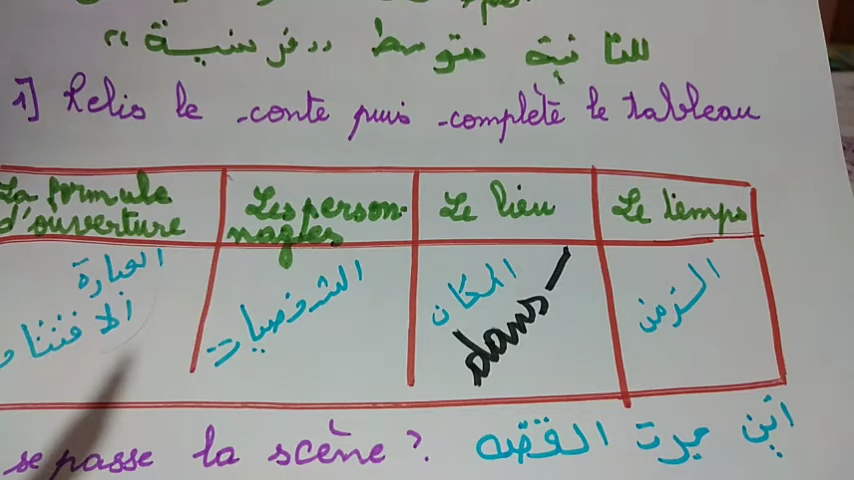 للثانية متوسط ,, فرنسية ,,
1] Relis le conte puis complète le tableau
La formule d'ouverture
Les personnages
Le lieu
Le temps
العبارة الافتتا
الشخصيات
المكان
dans —
الزمن
se passe la scène ? أين جرت القصة